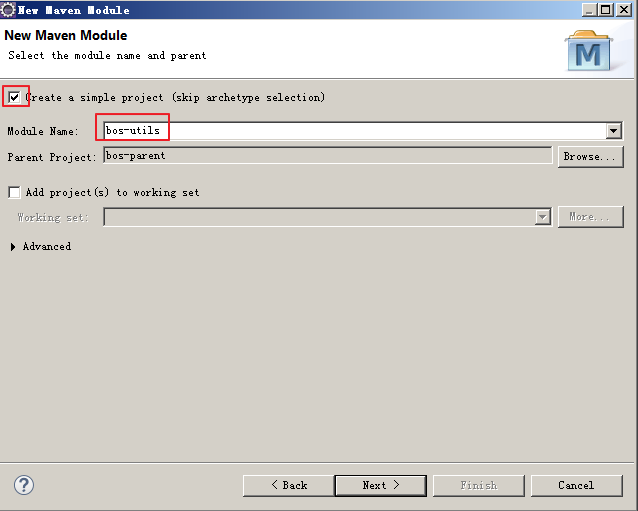 New Maven Module
New Maven Module
Select the module name and parent
M
Create a simple project (skip archetype selection)
Module Name: bos-utils
Parent Project: bos-parent Browse...
Add project(s) to working set
Working set: More...
Advanced
?
< Back Next > Finish Cancel